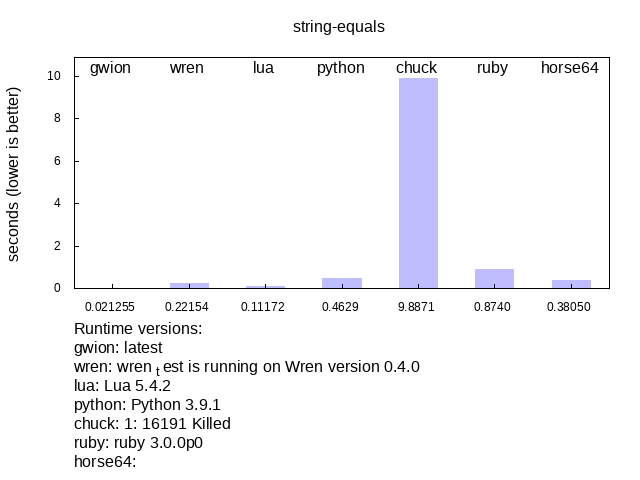 string-equals
seconds (lower is better)
gwion wren lua python chuck ruby horse64
10
8
6
4
2
0
0.021255 0.22154 0.11172 0.4629 9.8871 0.8740 0.38050
Runtime versions:
gwion: latest
wren: wren test is running on Wren version 0.4.0
lua: Lua 5.4.2
python: Python 3.9.1
chuck: 1: 16191 Killed
ruby: ruby 3.0.0p0
horse64: